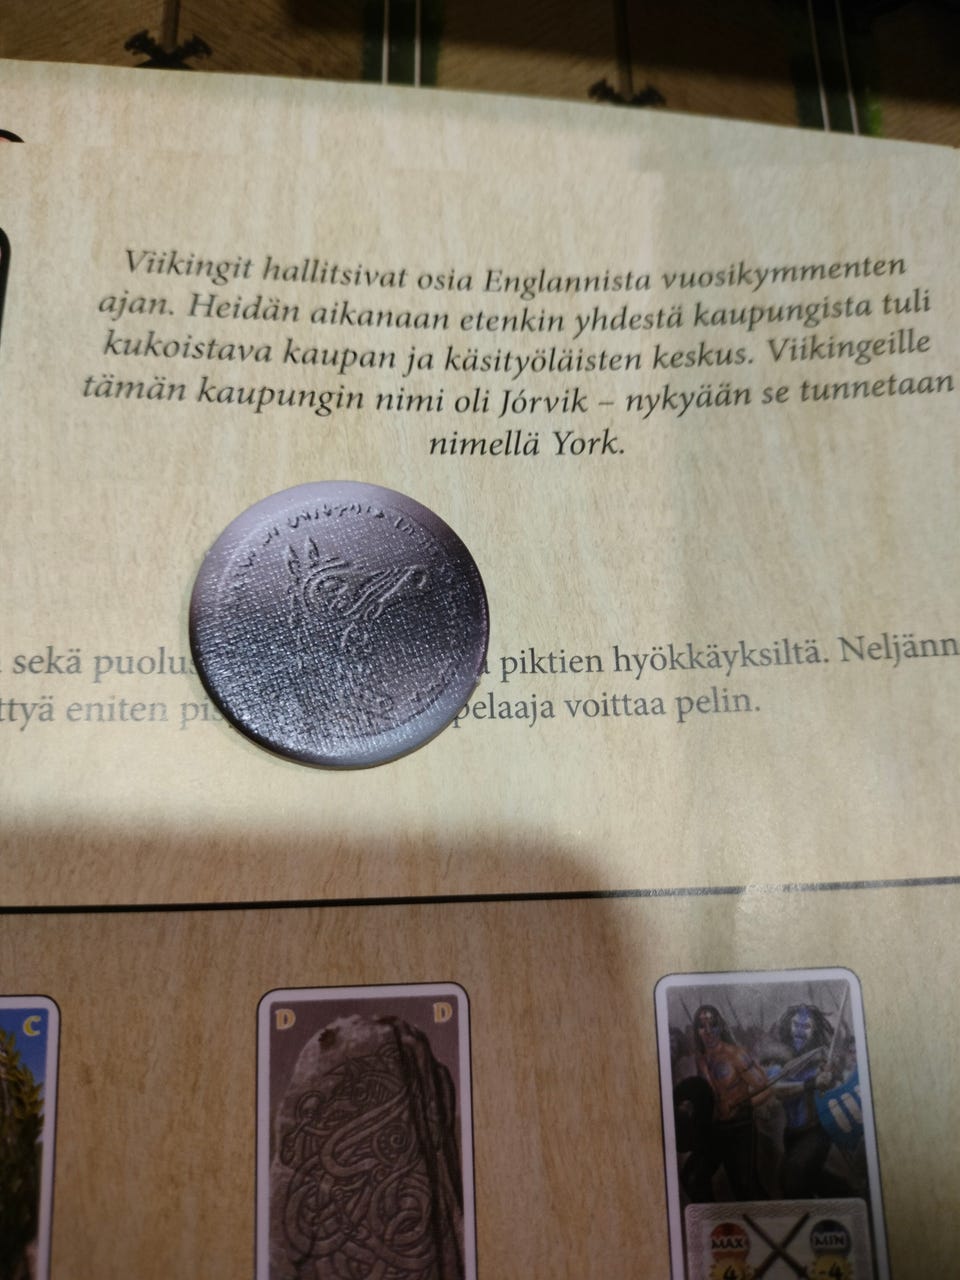 Viikingit hallitsivat osia Englannista vuosikymmenten
ajan. Heidän aikanaan etenkin yhdestä kaupungista tuli
kukoistava kaupan ja käsityöläisten keskus. Viikingeille
tämän kaupungin nimi oli Jórvik – nykyään se tunnetaan
nimellä York.
sekä puolus piktien hyökkäyksiltä. Neljänn
ttyä eniten pelaaja voittaa pelin.
C
D D
MAX MIN